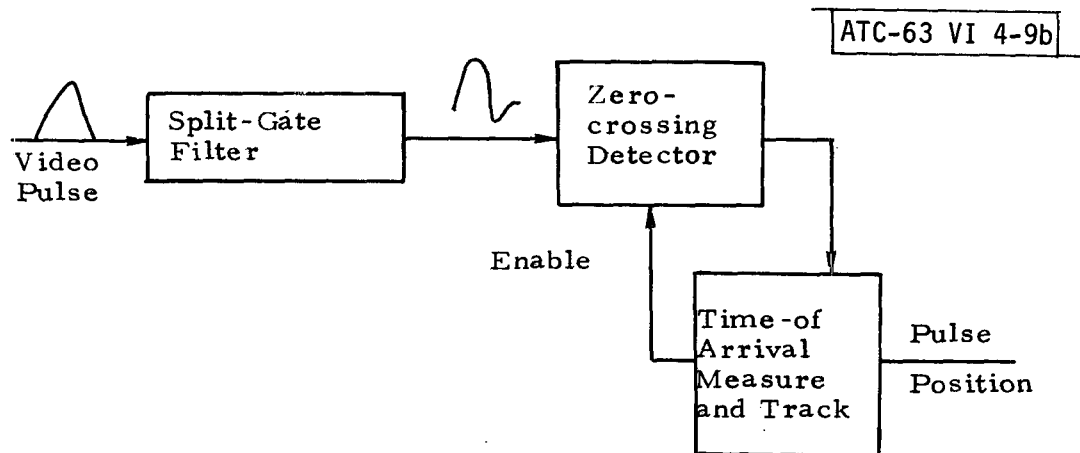 ATC-63 VI 4-9b
Video
Pulse
Split-Gate
Filter
Zero-
crossing
Detector
Enable
Time-of
Arrival
Measure
and Track
Pulse
Position